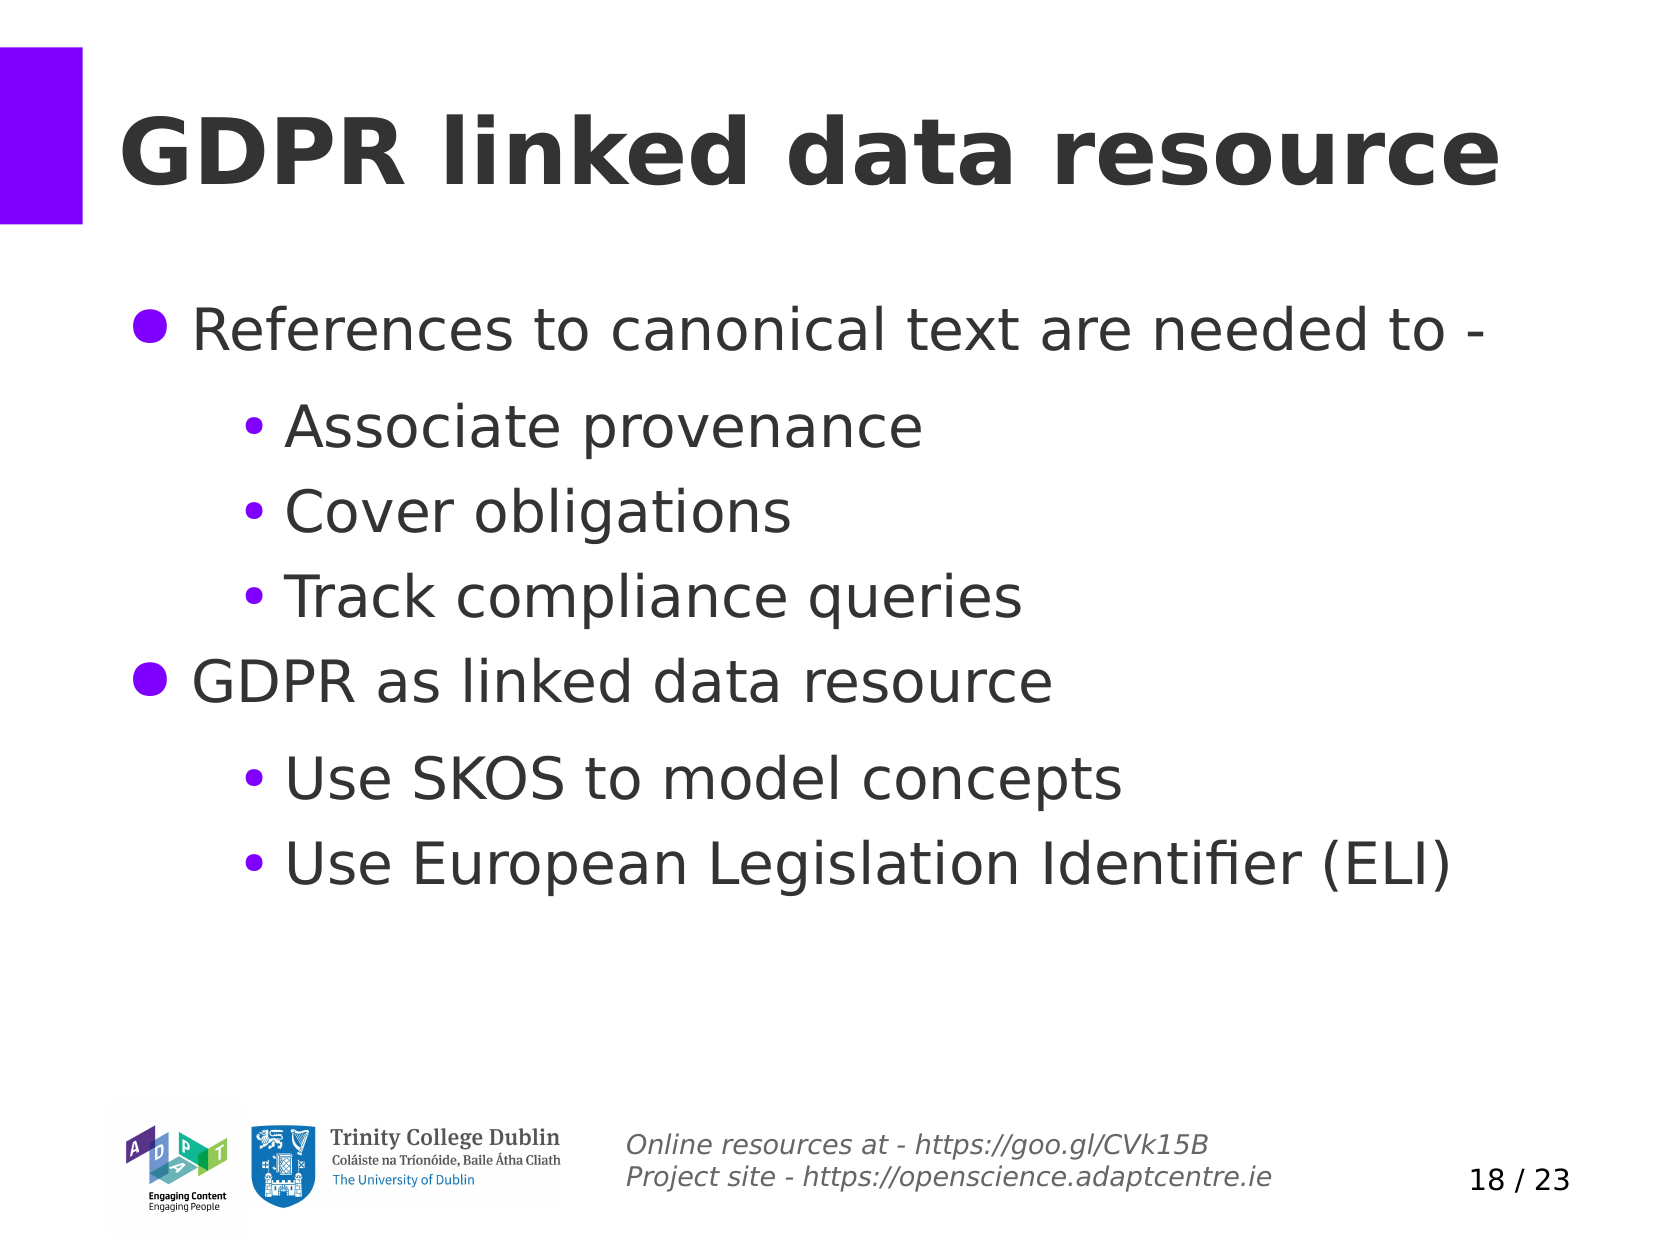 GDPR linked data resource
● References to canonical text are needed to -
• Associate provenance
• Cover obligations
• Track compliance queries
● GDPR as linked data resource
• Use SKOS to model concepts
• Use European Legislation Identifier (ELI)
ADAPT
Engaging Content
Engaging People
Trinity College Dublin
Coláiste na Tríonóide, Baile Átha Cliath
The University of Dublin
Online resources at - https://goo.gl/CVk15B
Project site - https://openscience.adaptcentre.ie
18 / 23